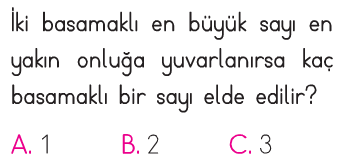 İki basamaklı en büyük sayı en
yakın onluğa yuvarlanırsa kaç
basamaklı bir sayı elde edilir?
A. 1 B. 2 C. 3